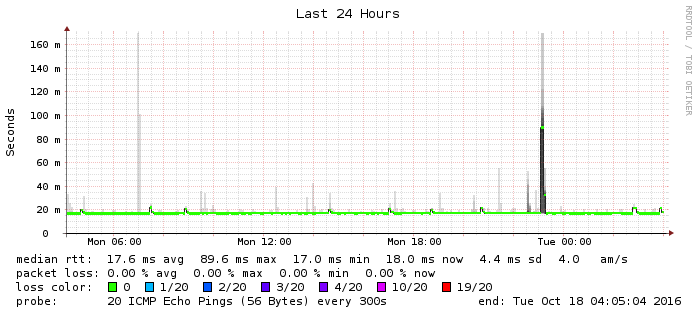 Last 24 Hours
RRDTOOL / TOBI OETIKER
Seconds
160 m
140 m
120 m
100 m
80 m
60 m
40 m
20 m
0
Mon 06:00 Mon 12:00 Mon 18:00 Tue 00:00
median rtt: 17.6 ms avg 89.6 ms max 17.0 ms min 18.0 ms now 4.4 ms sd 4.0 am/s
packet loss: 0.00 % avg 0.00 % max 0.00 % min 0.00 % now
loss color: 0 1/20 2/20 3/20 4/20 10/20 19/20
probe: 20 ICMP Echo Pings (56 Bytes) every 300s end: Tue Oct 18 04:05:04 2016